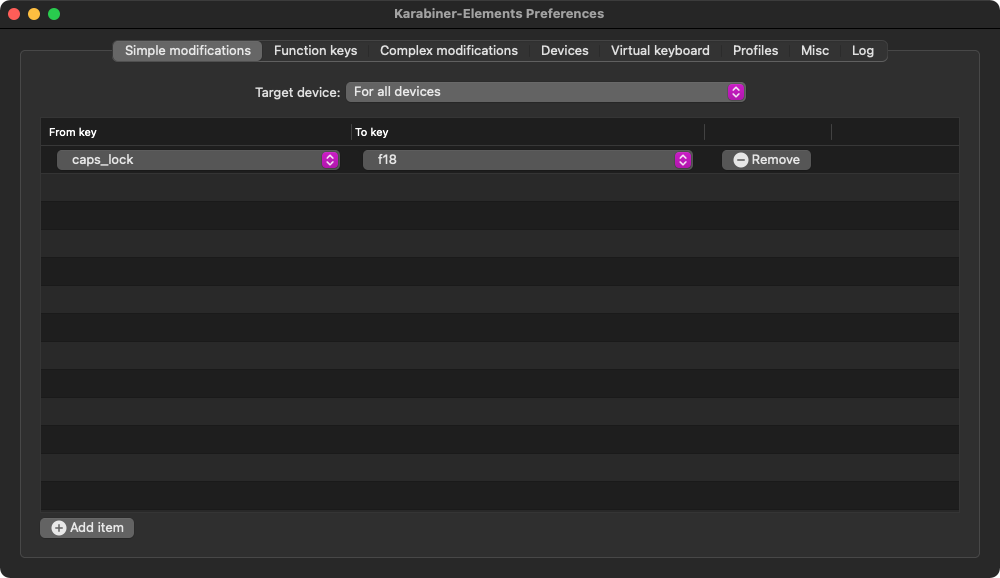 Karabiner-Elements Preferences
Simple modifications Function keys Complex modifications Devices Virtual keyboard Profiles Misc Log
Target device: For all devices
From key To key
caps_lock f18 Remove
Add item